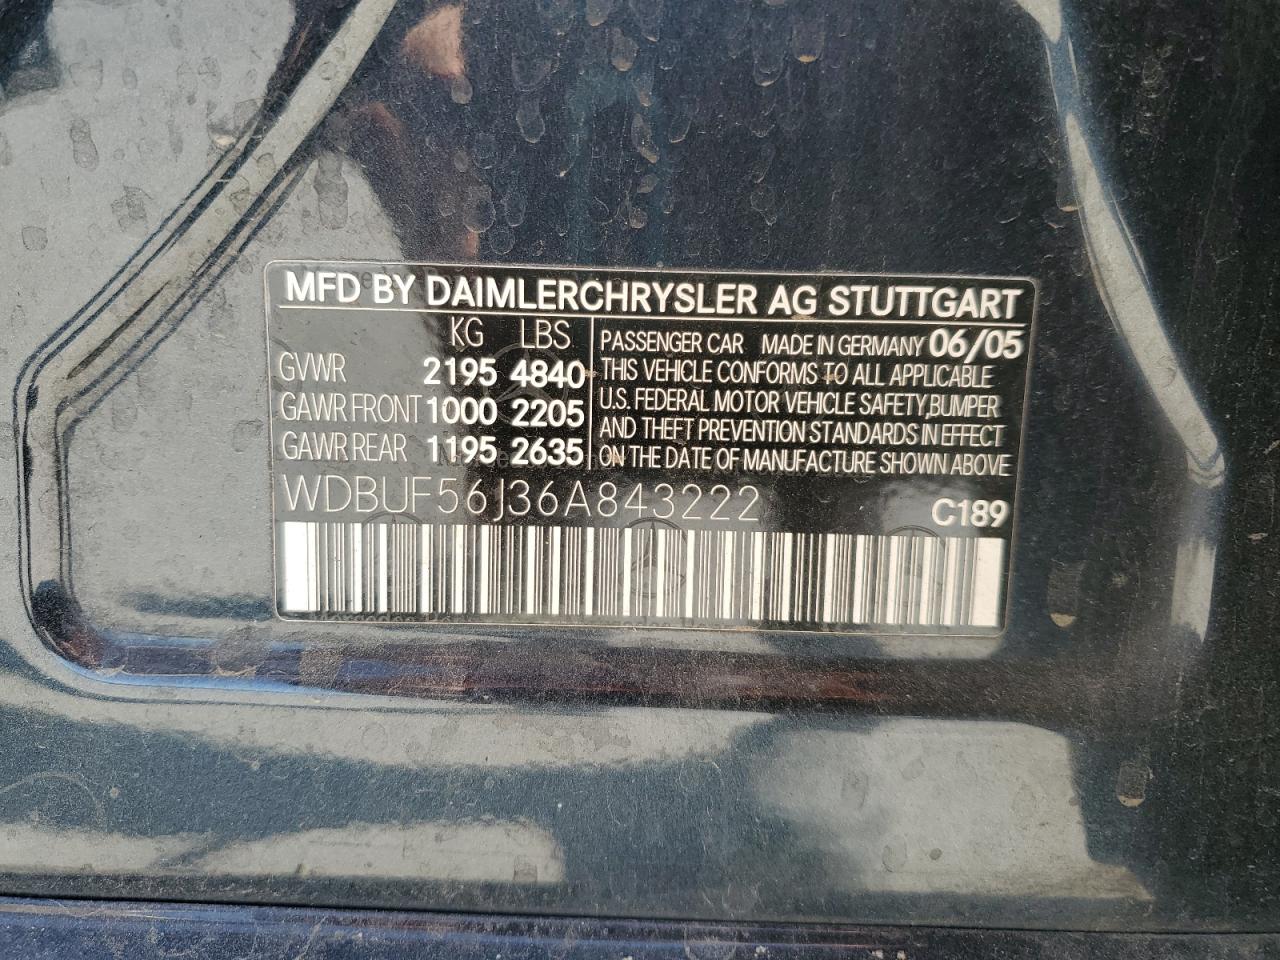 MFD BY DAIMLERCHRYSLER AG STUTTGART
KG LBS
GVWR 2195 4840
GAWR FRONT 1000 2205
GAWR REAR 1195 2635
PASSENGER CAR MADE IN GERMANY 06/05
THIS VEHICLE CONFORMS TO ALL APPLICABLE
U.S. FEDERAL MOTOR VEHICLE SAFETY,BUMPER
AND THEFT PREVENTION STANDARDS IN EFFECT
ON THE DATE OF MANUFACTURE SHOWN ABOVE
WDBUF56J36A843222 C189